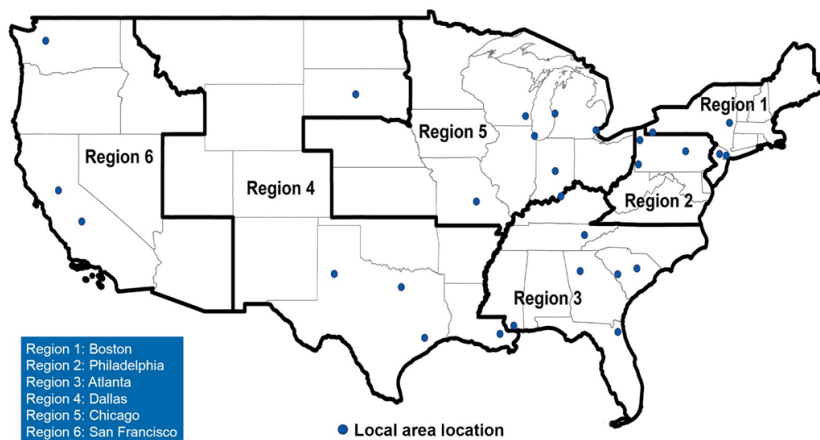 Region 1
Region 5
Region 6
Region 4
Region 2
Region 3
Region 1: Boston
Region 2: Philadelphia
Region 3: Atlanta
Region 4: Dallas
Region 5: Chicago
Region 6: San Francisco
Local area location